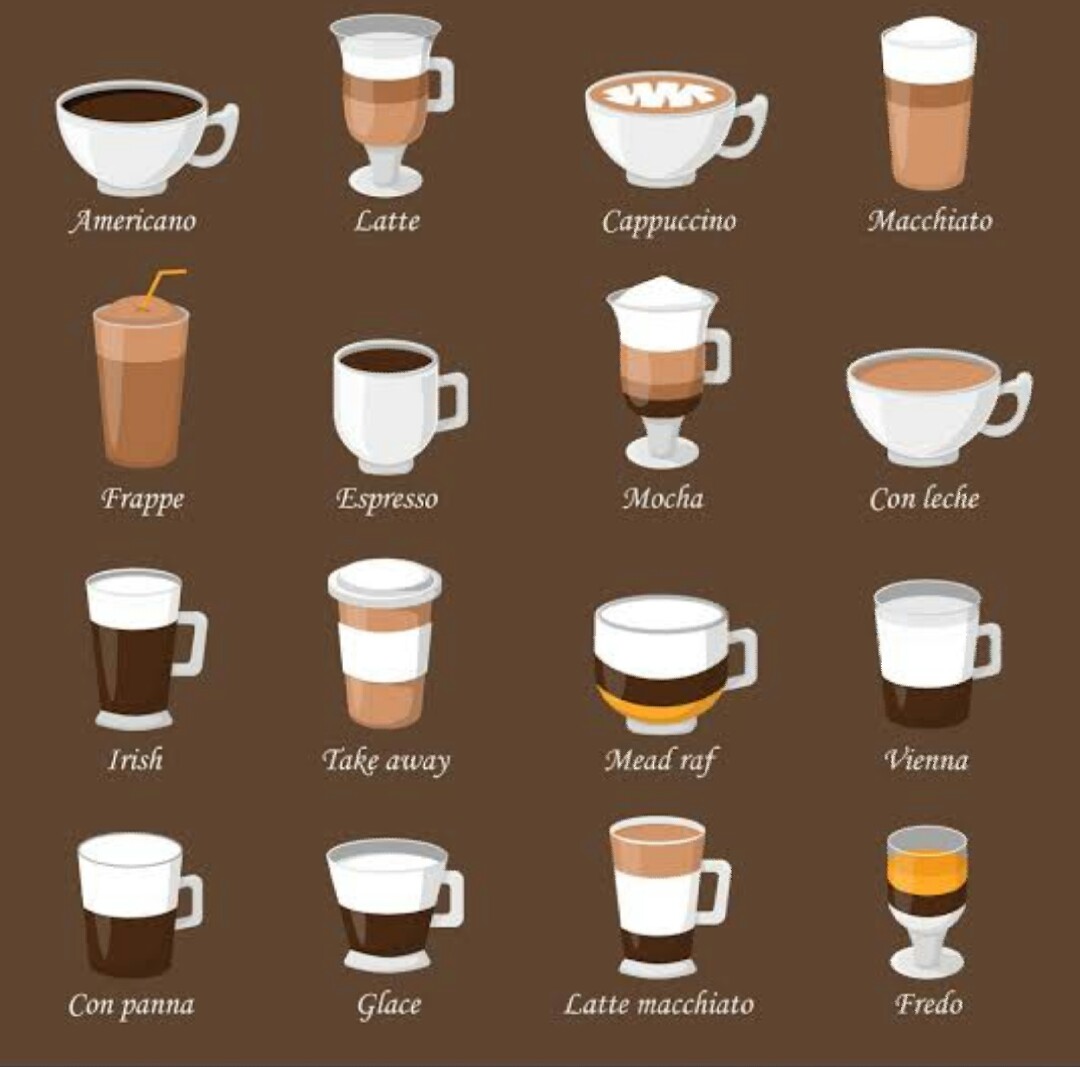 Americano
Latte
Cappuccino
Macchiato
Frappe
Espresso
Mocha
Con leche
Irish
Take away
Mead raf
Vienna
Con panna
Glace
Latte macchiato
Fredo